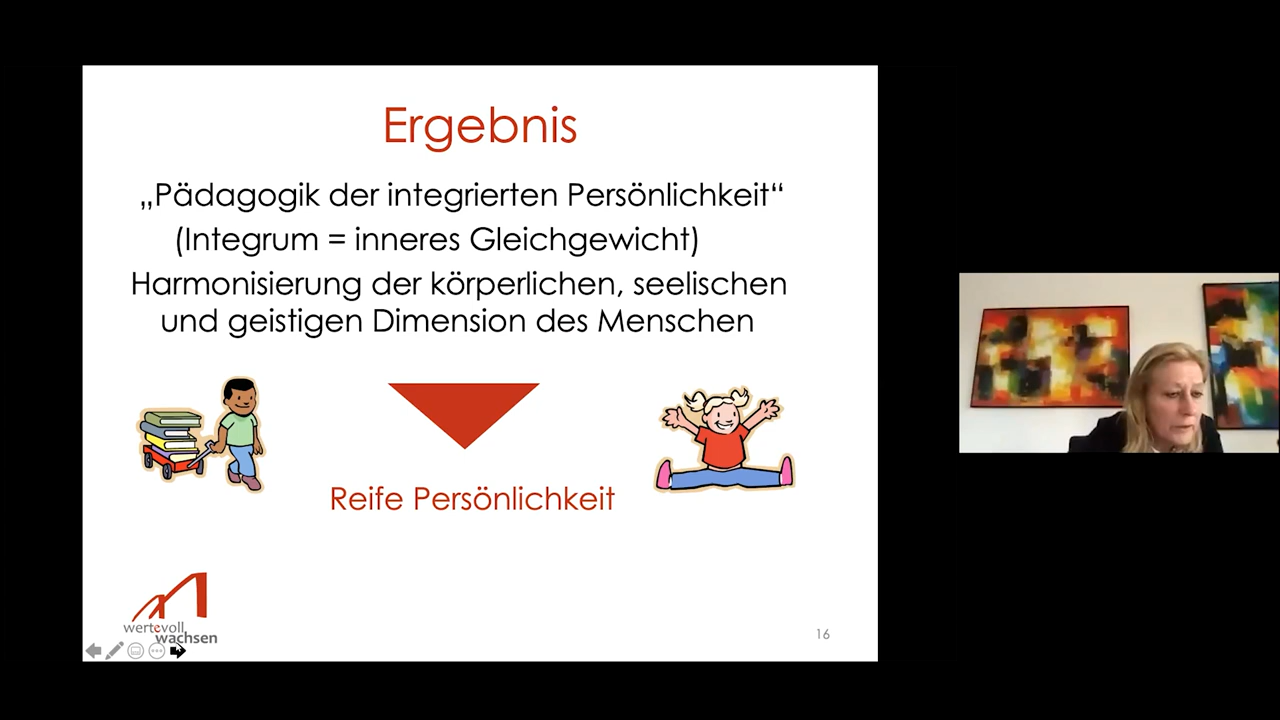 Ergebnis
„Pädagogik der integrierten Persönlichkeit“
(Integrum = inneres Gleichgewicht)
Harmonisierung der körperlichen, seelischen
und geistigen Dimension des Menschen
Reife Persönlichkeit
wertevoll
wachsen
16